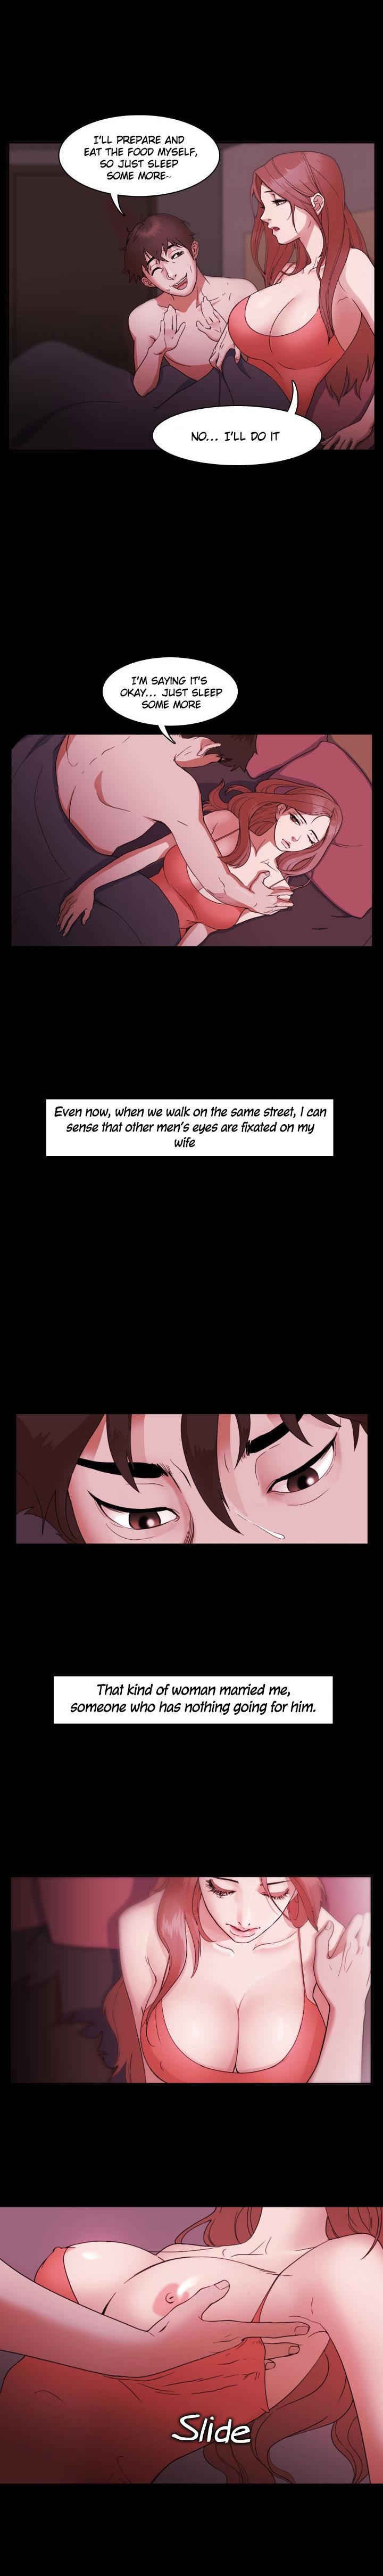 I'LL PREPARE AND
EAT THE FOOD MYSELF,
SO JUST SLEEP
SOME MORE~
NO... I'LL DO IT
I'M SAYING IT'S
OKAY... JUST SLEEP
SOME MORE
Even now, when we walk on the same street, I can
sense that other men's eyes are fixated on my
wife
That kind of woman married me,
someone who has nothing going for him.
Slide